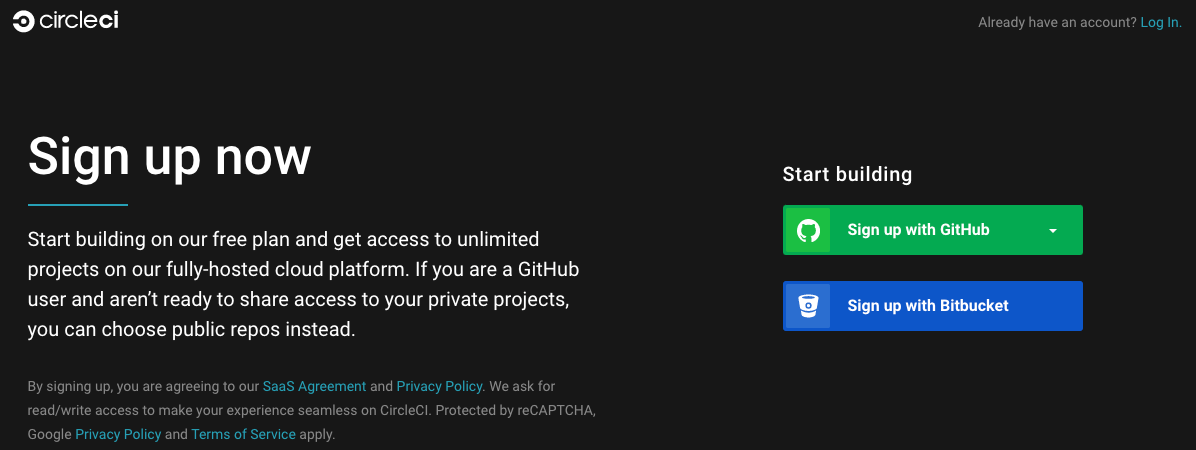 circleci
Already have an account? Log In.
Sign up now
Start building on our free plan and get access to unlimited
projects on our fully-hosted cloud platform. If you are a GitHub
user and aren’t ready to share access to your private projects,
you can choose public repos instead.
By signing up, you are agreeing to our SaaS Agreement and Privacy Policy. We ask for
read/write access to make your experience seamless on CircleCI. Protected by reCAPTCHA,
Google Privacy Policy and Terms of Service apply.
Start building
Sign up with GitHub
Sign up with Bitbucket